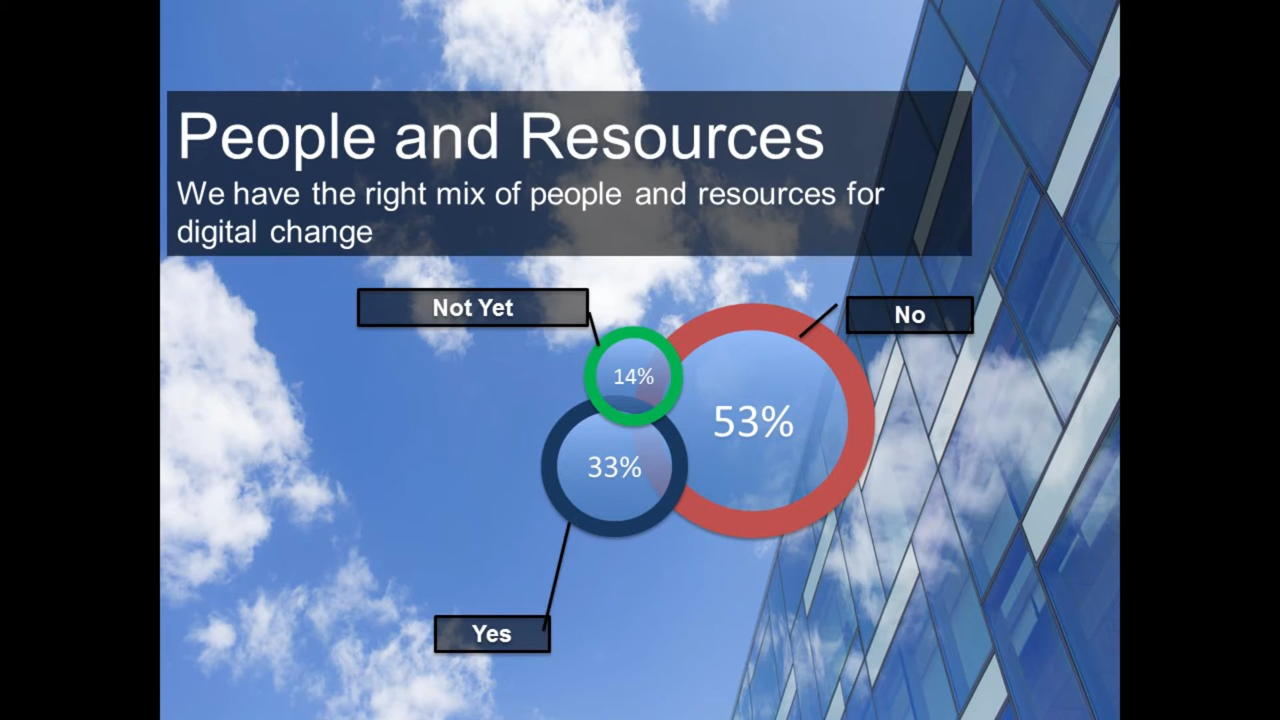 People and Resources
We have the right mix of people and resources for
digital change
Not Yet
No
14%
53%
33%
Yes